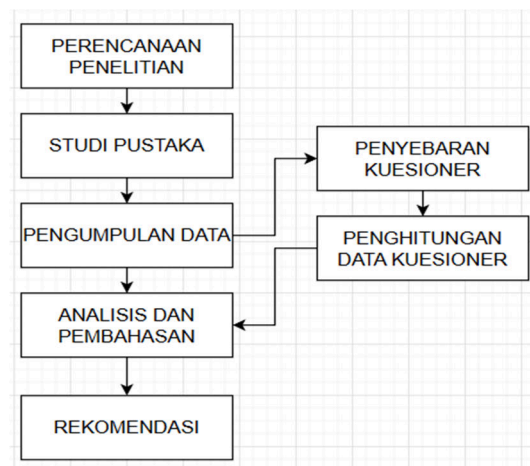 PERENCANAAN
PENELITIAN
STUDI PUSTAKA
PENGUMPULAN DATA
PENYEBARAN
KUESIONER
PENGHITUNGAN
DATA KUESIONER
ANALISIS DAN
PEMBAHASAN
REKOMENDASI